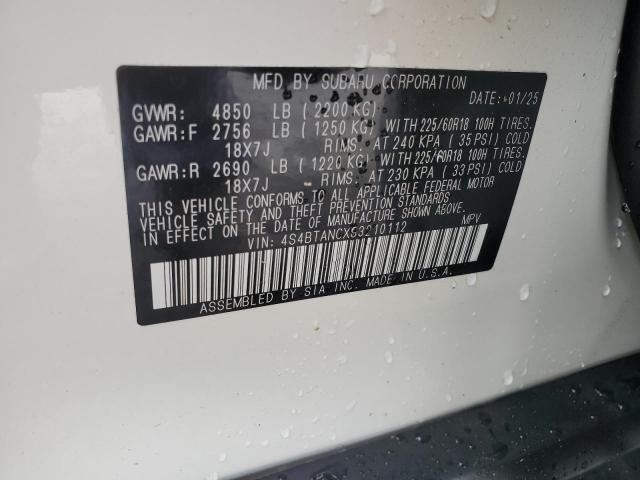 MFD BY SUBARU CORPORATION
DATE: 01/25
GVWR: 4850 LB ( 2200 KG)
GAWR:F 2756 LB ( 1250 KG) WITH 225/60R18 100H TIRES.
18X7J RIMS. AT 240 KPA ( 35 PSI) COLD
GAWR:R 2690 LB ( 1220 KG) WITH 225/60R18 100H TIRES.
18X7J RIMS. AT 230 KPA ( 33 PSI) COLD
THIS VEHICLE CONFORMS TO ALL APPLICABLE FEDERAL MOTOR
VEHICLE SAFETY AND THEFT PREVENTION STANDARDS IN EFFECT
ON THE DATE OF MANUFACTURE SHOWN ABOVE.
VIN: 4S4BTANCXS3210112 MPV
ASSEMBLED BY SIA INC. MADE IN U.S.A.